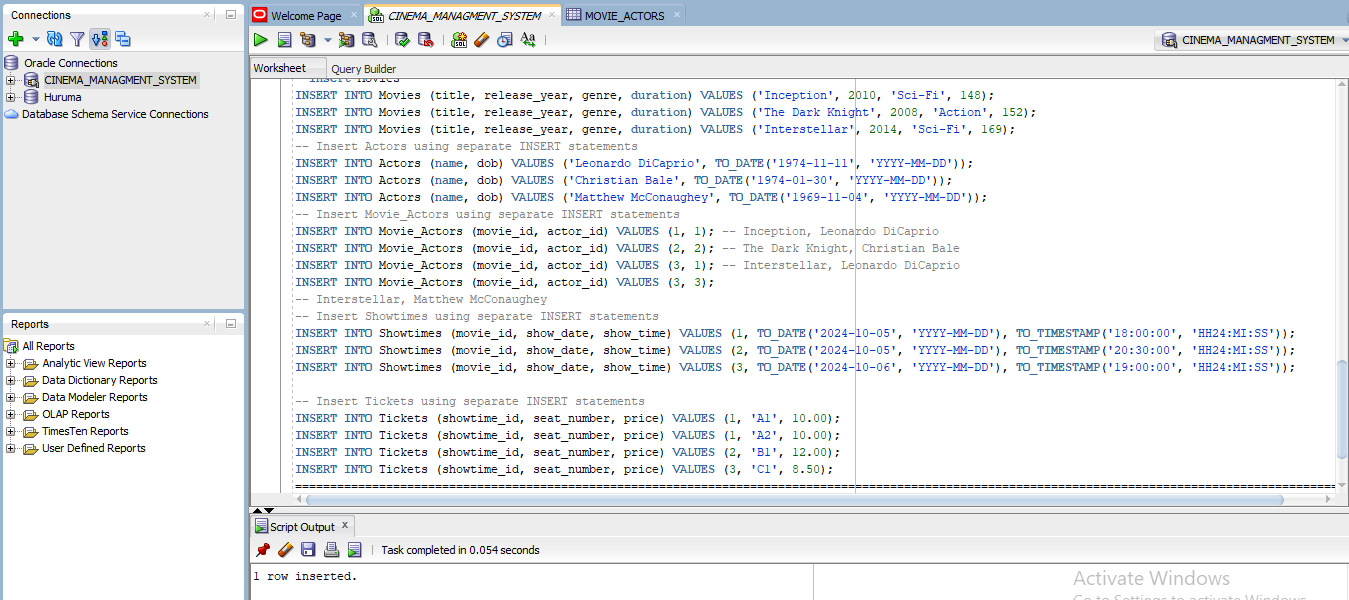 Connections
Oracle Connections
CINEMA_MANAGMENT_SYSTEM
Huruma
Database Schema Service Connections
Reports
All Reports
Analytic View Reports
Data Dictionary Reports
Data Modeler Reports
OLAP Reports
TimesTen Reports
User Defined Reports
Welcome Page
CINEMA_MANAGMENT_SYSTEM
MOVIE_ACTORS
CINEMA_MANAGMENT_SYSTEM
Worksheet
Query Builder
-- Insert Movies
INSERT INTO Movies (title, release_year, genre, duration) VALUES ('Inception', 2010, 'Sci-Fi', 148);
INSERT INTO Movies (title, release_year, genre, duration) VALUES ('The Dark Knight', 2008, 'Action', 152);
INSERT INTO Movies (title, release_year, genre, duration) VALUES ('Interstellar', 2014, 'Sci-Fi', 169);
-- Insert Actors using separate INSERT statements
INSERT INTO Actors (name, dob) VALUES ('Leonardo DiCaprio', TO_DATE('1974-11-11', 'YYYY-MM-DD'));
INSERT INTO Actors (name, dob) VALUES ('Christian Bale', TO_DATE('1974-01-30', 'YYYY-MM-DD'));
INSERT INTO Actors (name, dob) VALUES ('Matthew McConaughey', TO_DATE('1969-11-04', 'YYYY-MM-DD'));
-- Insert Movie_Actors using separate INSERT statements
INSERT INTO Movie_Actors (movie_id, actor_id) VALUES (1, 1); -- Inception, Leonardo DiCaprio
INSERT INTO Movie_Actors (movie_id, actor_id) VALUES (2, 2); -- The Dark Knight, Christian Bale
INSERT INTO Movie_Actors (movie_id, actor_id) VALUES (3, 1); -- Interstellar, Leonardo DiCaprio
INSERT INTO Movie_Actors (movie_id, actor_id) VALUES (3, 3);
-- Interstellar, Matthew McConaughey
-- Insert Showtimes using separate INSERT statements
INSERT INTO Showtimes (movie_id, show_date, show_time) VALUES (1, TO_DATE('2024-10-05', 'YYYY-MM-DD'), TO_TIMESTAMP('18:00:00', 'HH24:MI:SS'));
INSERT INTO Showtimes (movie_id, show_date, show_time) VALUES (2, TO_DATE('2024-10-05', 'YYYY-MM-DD'), TO_TIMESTAMP('20:30:00', 'HH24:MI:SS'));
INSERT INTO Showtimes (movie_id, show_date, show_time) VALUES (3, TO_DATE('2024-10-06', 'YYYY-MM-DD'), TO_TIMESTAMP('19:00:00', 'HH24:MI:SS'));
-- Insert Tickets using separate INSERT statements
INSERT INTO Tickets (showtime_id, seat_number, price) VALUES (1, 'A1', 10.00);
INSERT INTO Tickets (showtime_id, seat_number, price) VALUES (1, 'A2', 10.00);
INSERT INTO Tickets (showtime_id, seat_number, price) VALUES (2, 'B1', 12.00);
INSERT INTO Tickets (showtime_id, seat_number, price) VALUES (3, 'C1', 8.50);
Script Output
Task completed in 0.054 seconds
1 row inserted.
Activate Windows
Go to Settings to activate Windows.